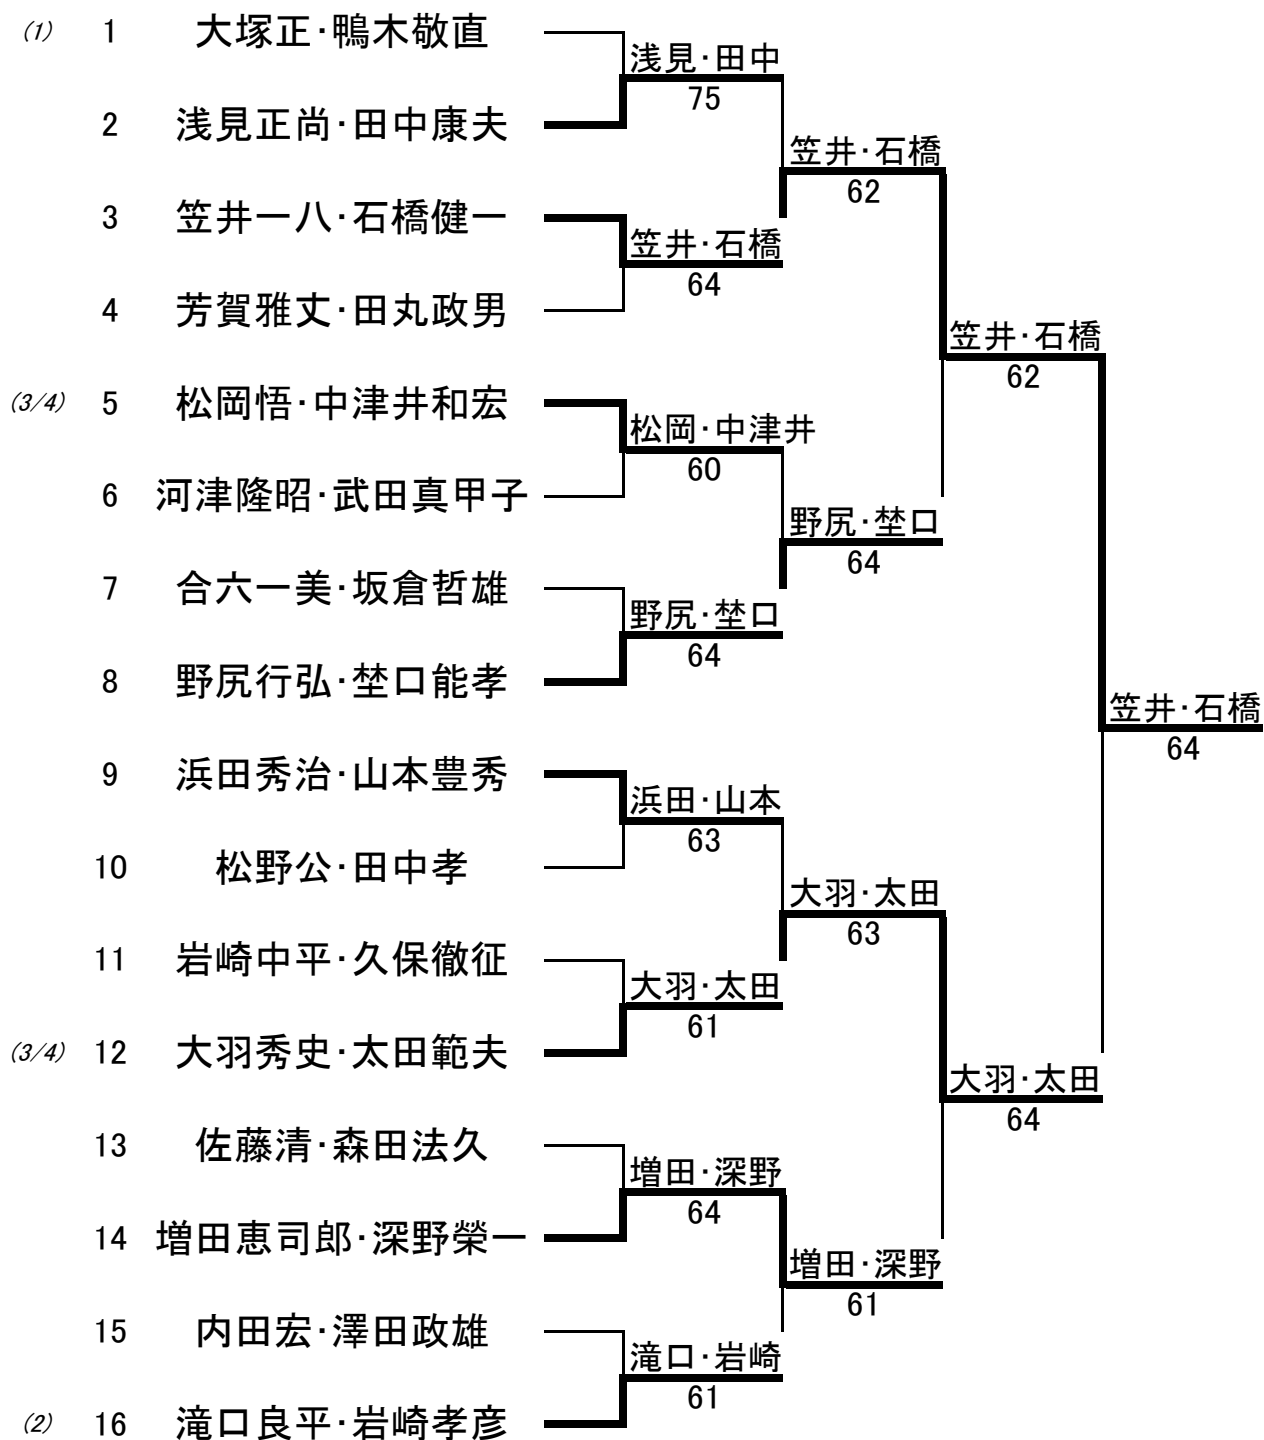 (1) 1 大塚正·鴨木敬直
浅見·田中
75
2 浅見正尚·田中康夫
笠井·石橋
62
3 笠井一八·石橋健一
笠井·石橋
64
4 芳賀雅丈·田丸政男
笠井·石橋
62
(3/4) 5 松岡悟·中津井和宏
松岡·中津井
60
6 河津隆昭·武田真甲子
野尻·埜口
64
7 合六一美·坂倉哲雄
野尻·埜口
64
8 野尻行弘·埜口能孝
笠井·石橋
64
9 浜田秀治·山本豊秀
浜田·山本
63
10 松野公·田中孝
大羽·太田
63
11 岩崎中平·久保徹征
大羽·太田
61
(3/4) 12 大羽秀史·太田範夫
大羽·太田
64
13 佐藤清·森田法久
増田·深野
64
14 増田恵司郎·深野榮一
増田·深野
61
15 内田宏·澤田政雄
滝口·岩崎
61
(2) 16 滝口良平·岩崎孝彦